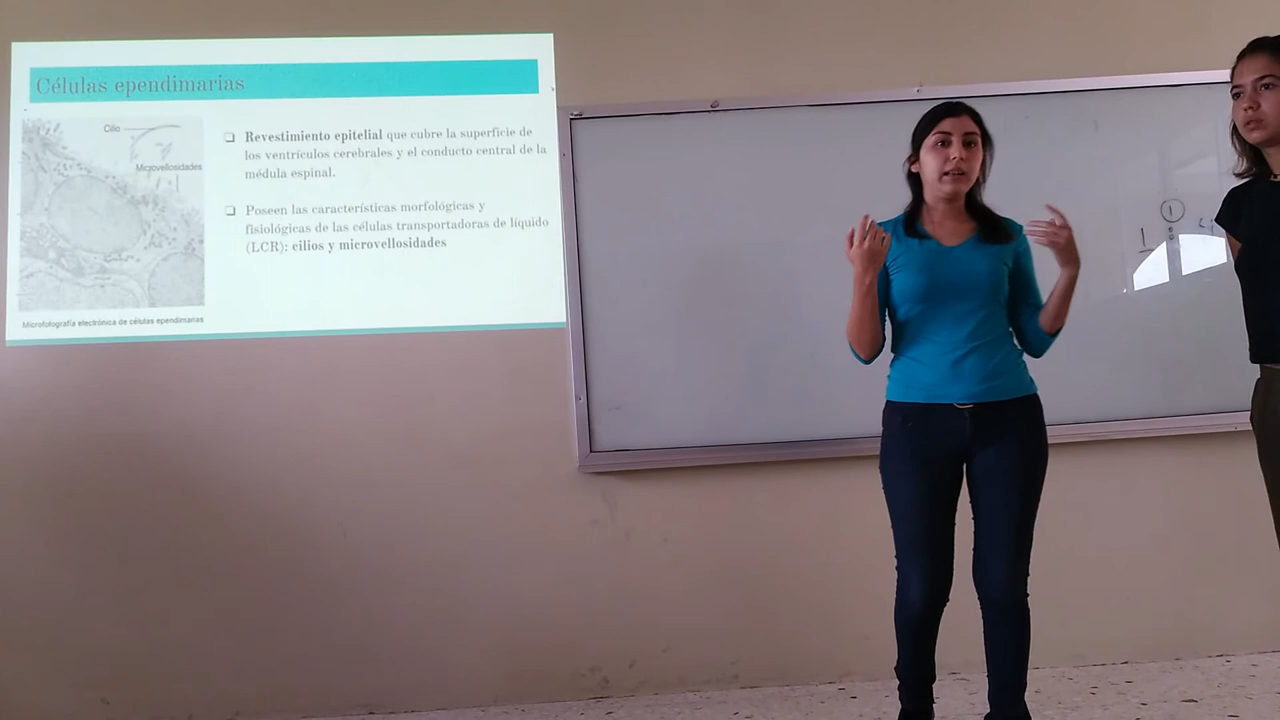 Células ependimarias
Cilio
Microvellosidades
Microfotografía electrónica de células ependimarias
❏ Revestimiento epitelial que cubre la superficie de
los ventrículos cerebrales y el conducto central de la
médula espinal.
❏ Poseen las características morfológicas y
fisiológicas de las células transportadoras de líquido
(LCR): cilios y microvellosidades
1